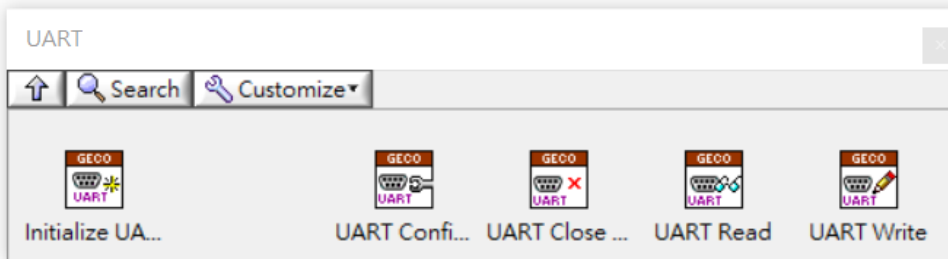 UART
Search Customize
GECO GECO GECO GECO GECO
UART UART UART UART UART
Initialize UA... UART Confi... UART Close ... UART Read UART Write